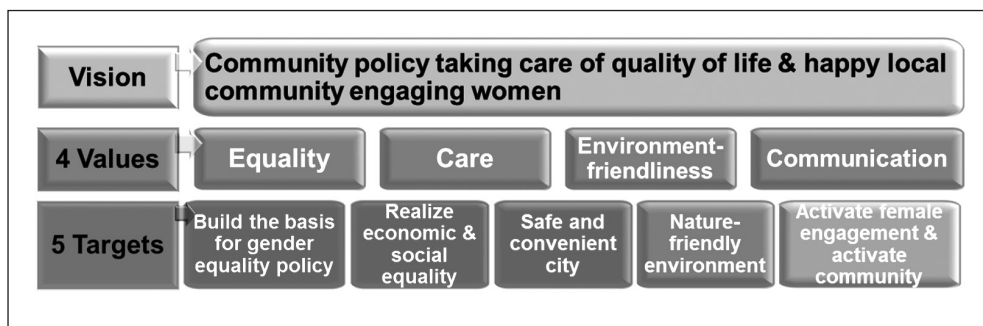 Vision
Community policy taking care of quality of life & happy local
community engaging women
4 Values
Equality
Care
Environment-
friendliness
Communication
5 Targets
Build the basis
for gender
equality policy
Realize
economic &
social
equality
Safe and
convenient
city
Nature-
friendly
environment
Activate female
engagement &
activate
community